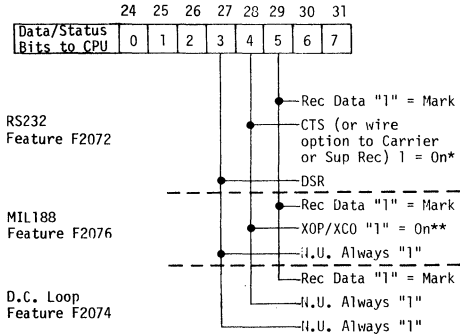 24 25 26 27 28 29 30 31
Data/Status
Bits to CPU 0 1 2 3 4 5 6 7
Rec Data "1" = Mark
RS232
Feature F2072
CTS (or wire
option to Carrier
or Sup Rec) 1 = On*
DSR
Rec Data "1" = Mark
MIL188
Feature F2076
XOP/XCO "1" = On**
N.U. Always "1"
Rec Data "1" = Mark
D.C. Loop
Feature F2074
N.U. Always "1"
N.U. Always "1"